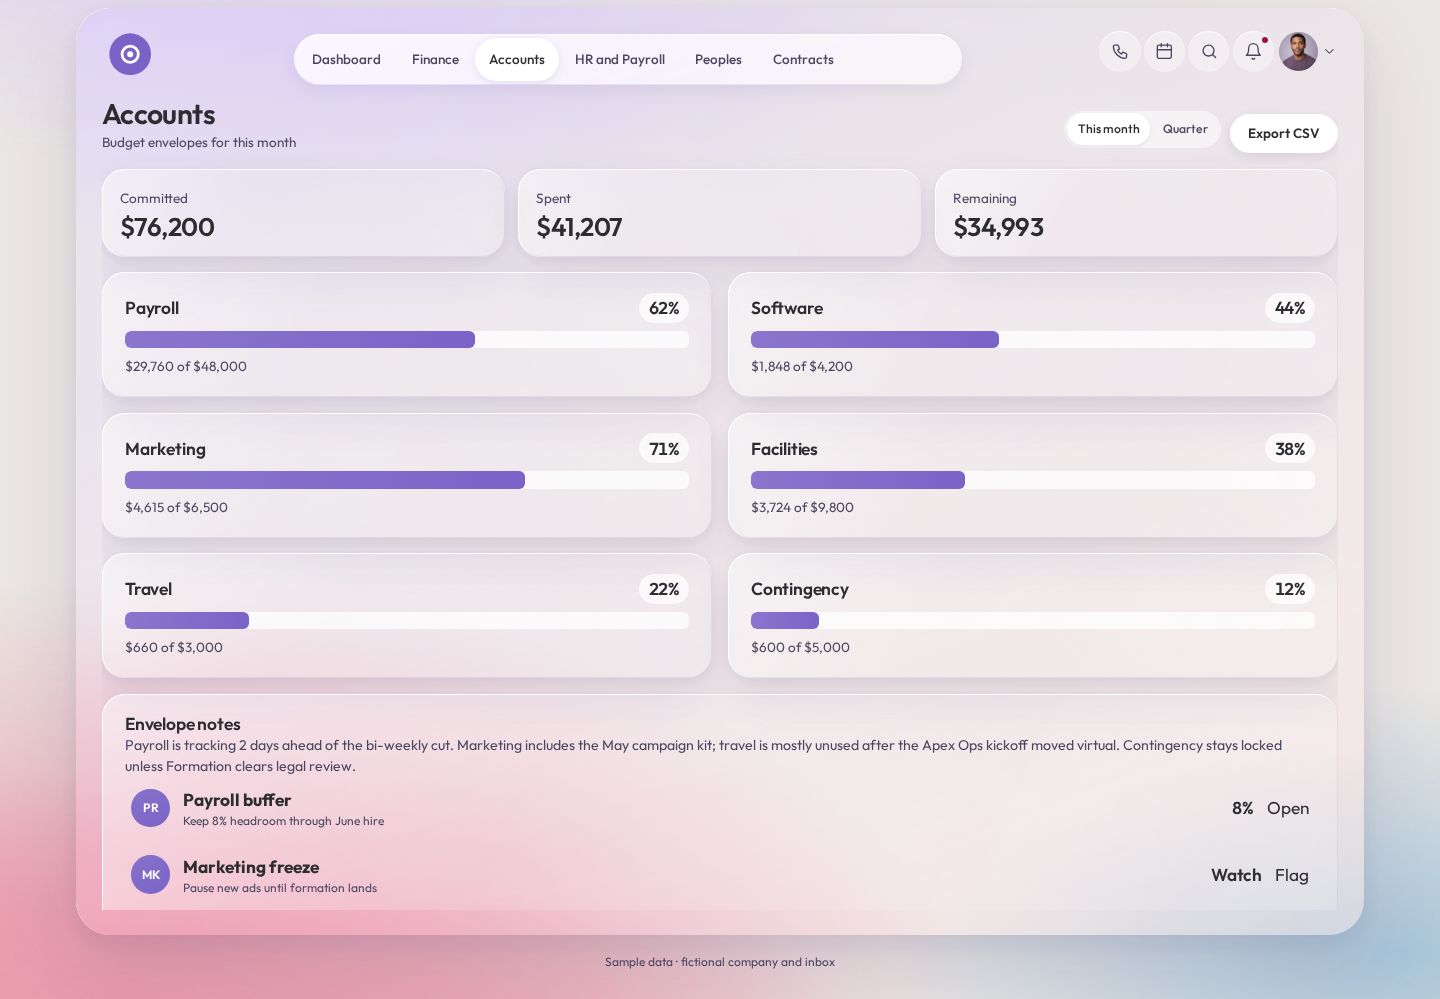 Dashboard Finance Accounts HR and Payroll Peoples Contracts
Accounts
Budget envelopes for this month
This month Quarter Export CSV
Committed
$76,200
Spent
$41,207
Remaining
$34,993
Payroll 62%
$29,760 of $48,000
Software 44%
$1,848 of $4,200
Marketing 71%
$4,615 of $6,500
Facilities 38%
$3,724 of $9,800
Travel 22%
$660 of $3,000
Contingency 12%
$600 of $5,000
Envelope notes
Payroll is tracking 2 days ahead of the bi-weekly cut. Marketing includes the May campaign kit; travel is mostly unused after the Apex Ops kickoff moved virtual. Contingency stays locked
unless Formation clears legal review.
PR Payroll buffer 8% Open
Keep 8% headroom through June hire
MK Marketing freeze Watch Flag
Pause new ads until formation lands
Sample data · fictional company and inbox